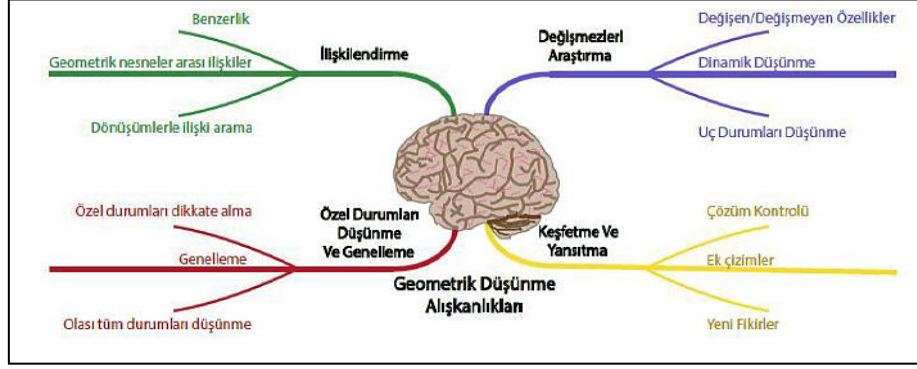 Benzerlik
Geometrik nesneler arası ilişkiler
Dönüşümlerle ilişki arama
İlişkilendirme
Değişmezleri
Araştırma
Değişen/Değişmeyen Özellikler
Dinamik Düşünme
Uç Durumları Düşünme
Özel durumları dikkate alma
Genelleme
Olası tüm durumları düşünme
Özel Durumları
Düşünme
Ve Genelleme
Keşfetme Ve
Yansıtma
Çözüm Kontrolü
Ek çizimler
Yeni Fikirler
Geometrik Düşünme
Alışkanlıkları